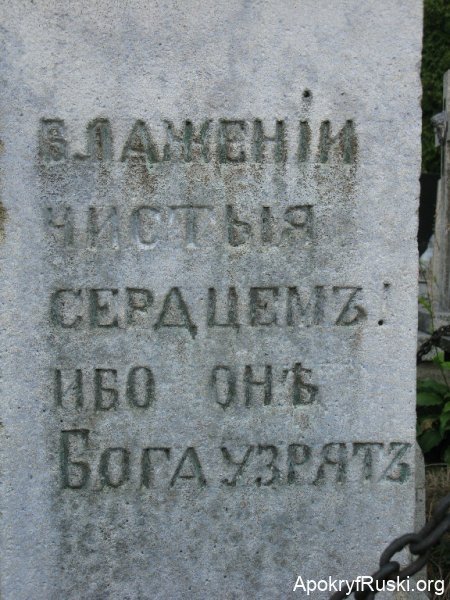 БЛАЖЕНІИ
ЧИСТЫЯ
СЕРДЦЕМЪ!
ИБО ОНѢ
БОГА УЗРЯТЪ
ApokryfRuski.org